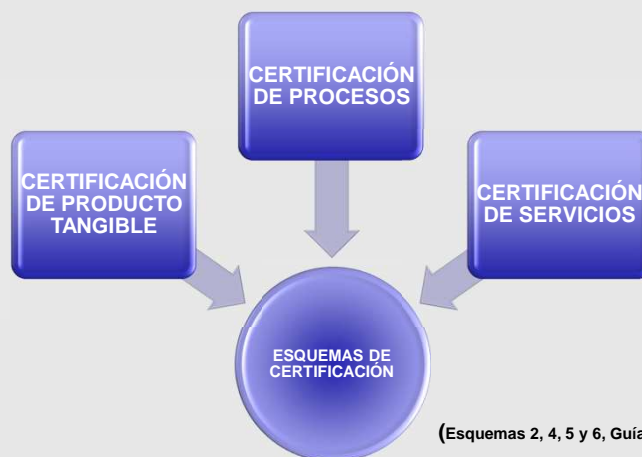 CERTIFICACIÓN
DE PROCESOS
CERTIFICACIÓN
DE PRODUCTO
TANGIBLE
CERTIFICACIÓN
DE SERVICIOS
ESQUEMAS DE
CERTIFICACIÓN
(Esquemas 2, 4, 5 y 6, Guía